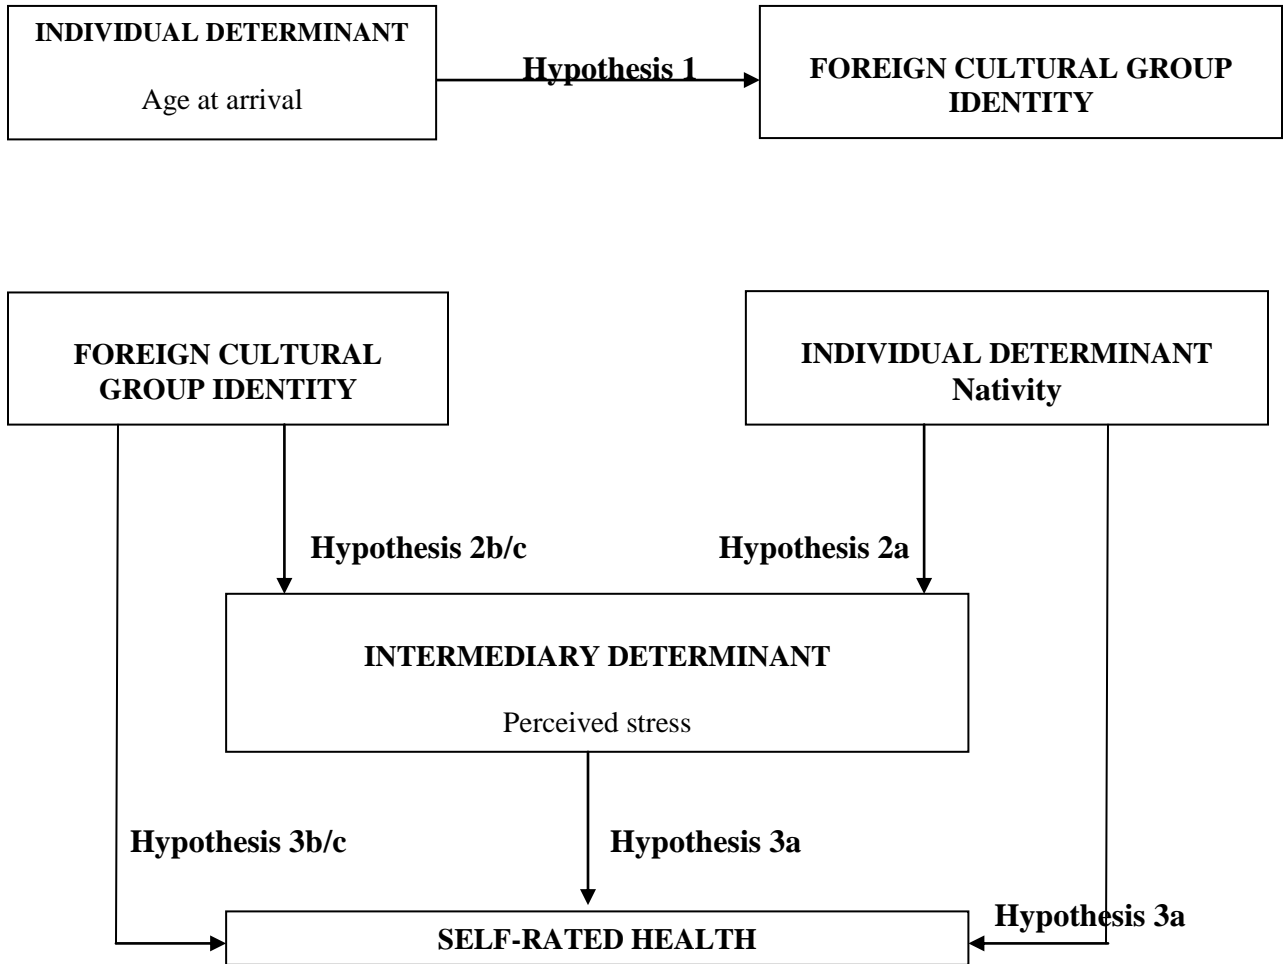 INDIVIDUAL DETERMINANT
Age at arrival
Hypothesis 1
FOREIGN CULTURAL GROUP
IDENTITY
FOREIGN CULTURAL
GROUP IDENTITY
INDIVIDUAL DETERMINANT
Nativity
Hypothesis 2b/c
Hypothesis 2a
INTERMEDIARY DETERMINANT
Perceived stress
Hypothesis 3b/c
Hypothesis 3a
Hypothesis 3a
SELF-RATED HEALTH